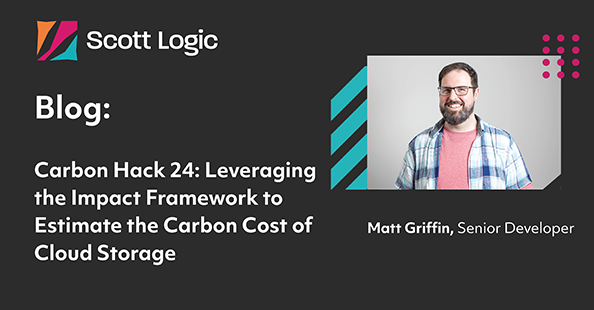 Scott Logic
Blog:
Carbon Hack 24: Leveraging
the Impact Framework to
Estimate the Carbon Cost of
Cloud Storage
Matt Griffin, Senior Developer